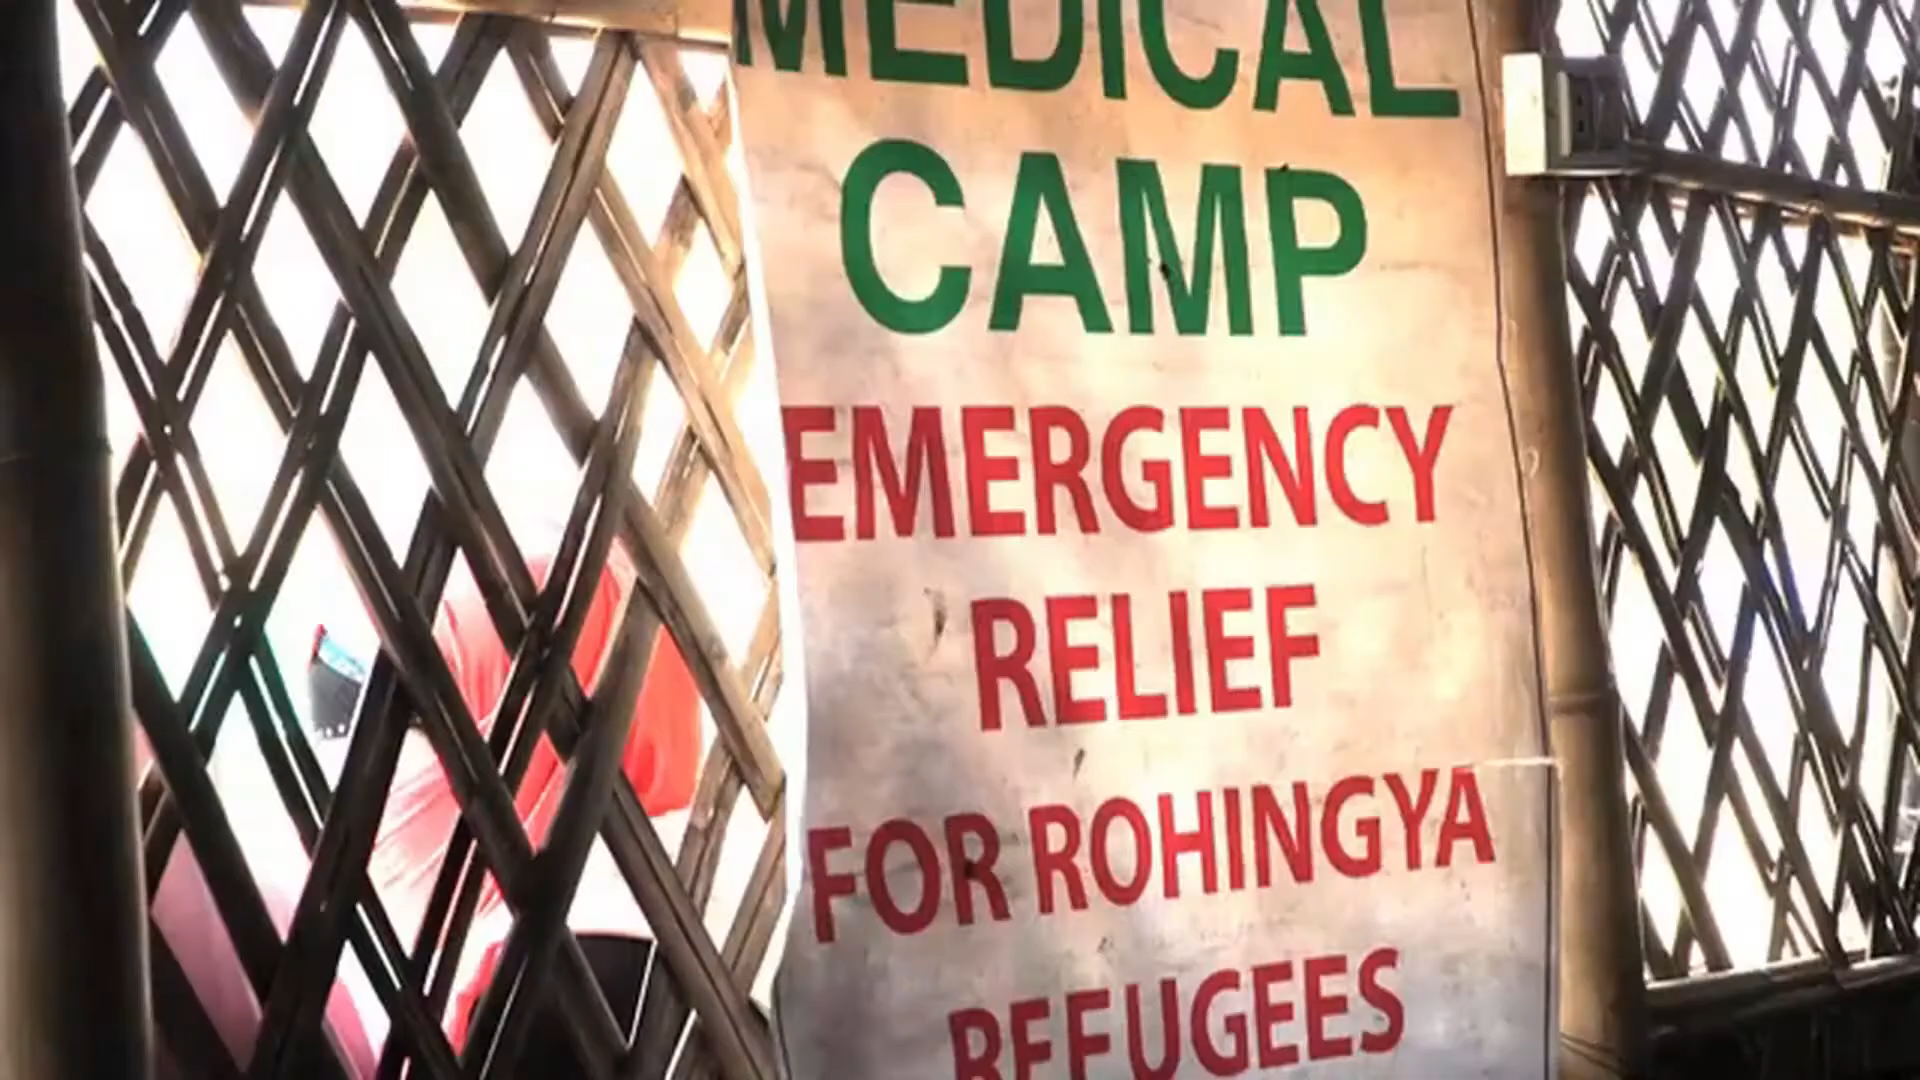 MEDICAL
CAMP
EMERGENCY
RELIEF
FOR ROHINGYA
REFUGEES